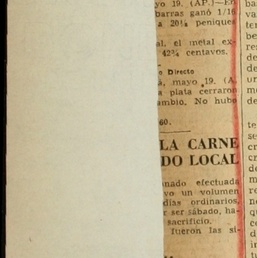 yo 19. (AP.)—En
barras ganó 1/16
a 20¼ peniques
al, el metal ex-
42¾ centavos.
o Directo
a, mayo 19. (A.
a plata cerraron
ambio. No hubo
60.
LA CARNE
DO LOCAL
nado efectuada
vo un volumen
días ordinarios,
r ser sábado, ha-
sacrificio.
fueron las si-